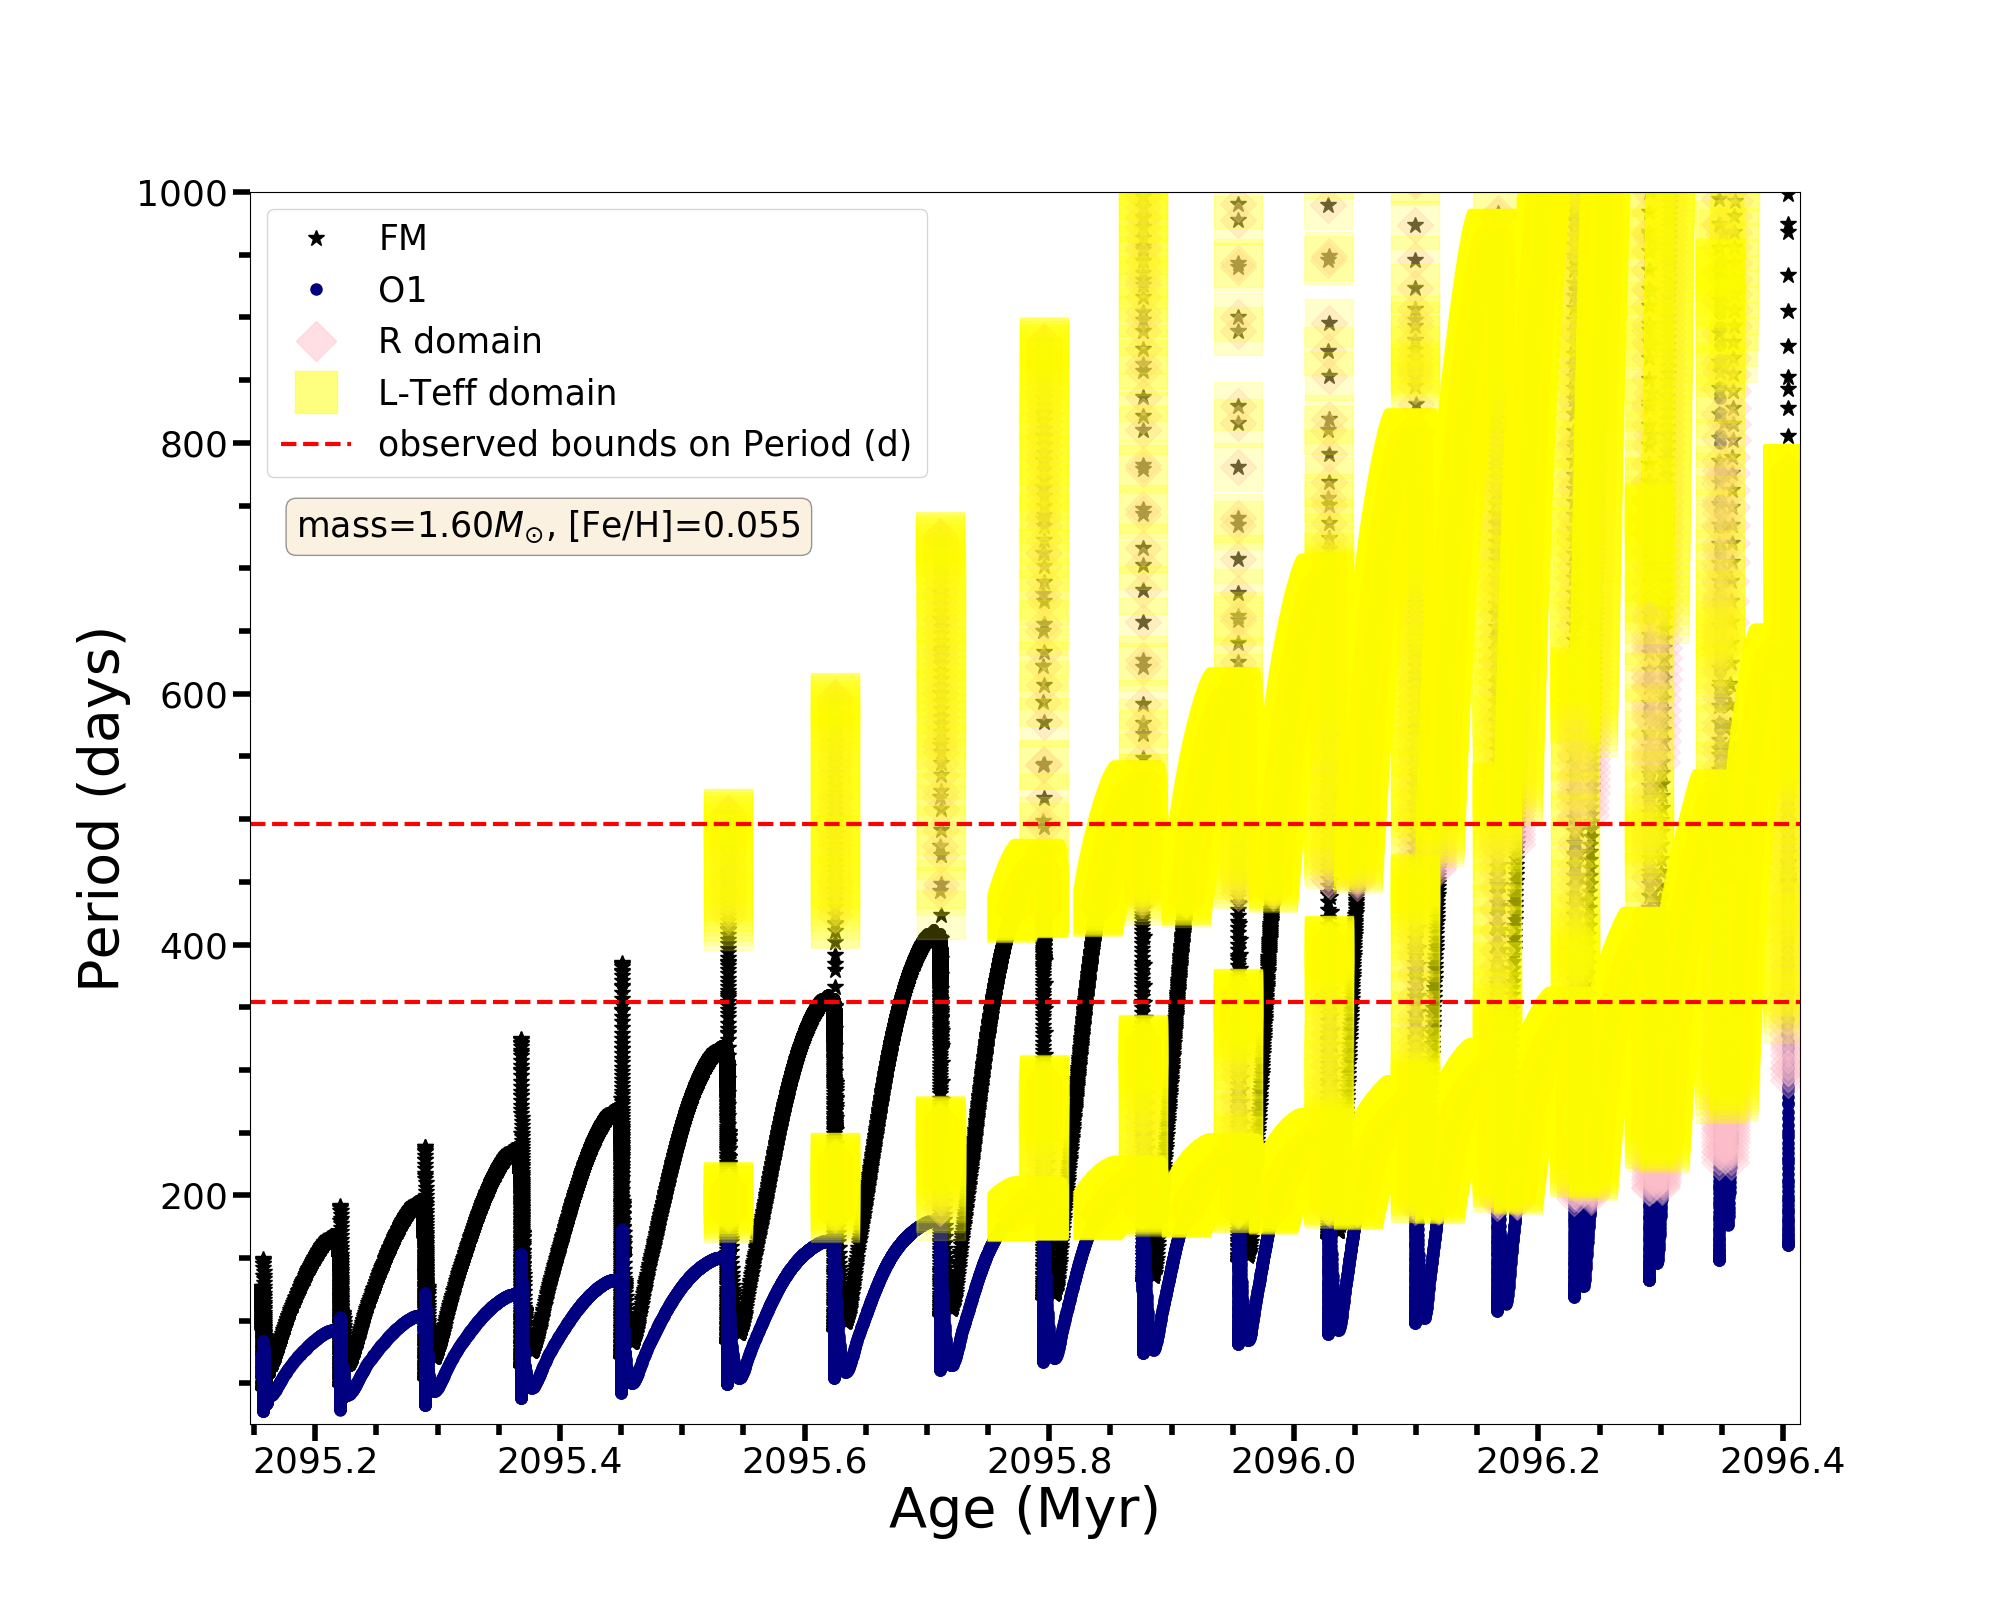 1000
800
600
400
200
Period (days)
FM
O1
R domain
L-Teff domain
observed bounds on Period (d)
mass=1.60M⊙, [Fe/H]=0.055
2095.2 2095.4 2095.6 2095.8 2096.0 2096.2 2096.4
Age (Myr)